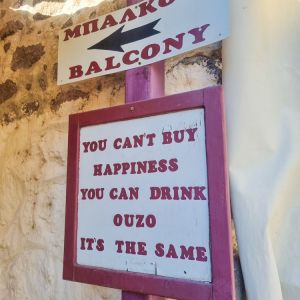 ΜΠΑΛΚΟ
BALCONY
YOU CAN'T BUY
HAPPINESS
YOU CAN DRINK
OUZO
IT'S THE SAME